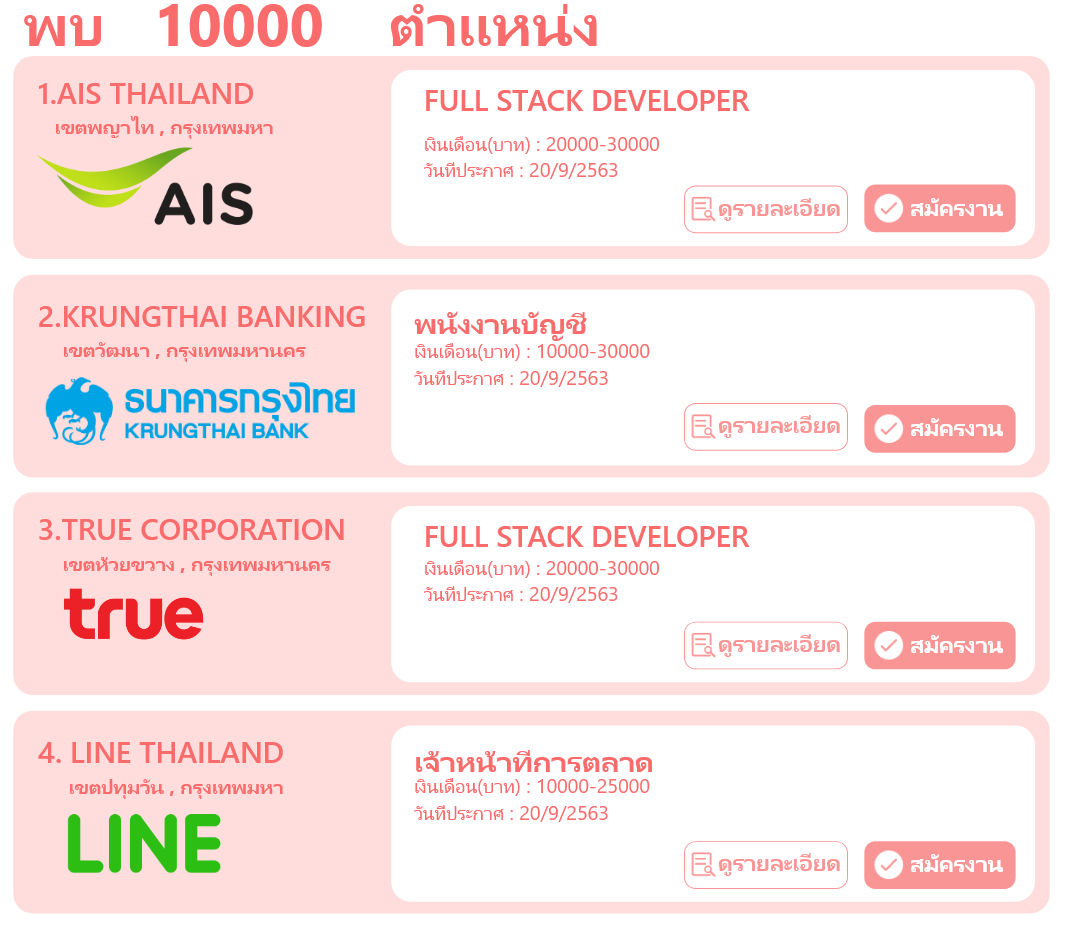 พบ 10000 ตำแหน่ง
1.AIS THAILAND
เขตพญาไท , กรุงเทพมหา
AIS
FULL STACK DEVELOPER
เงินเดือน(บาท) : 20000-30000
วันที่ประกาศ : 20/9/2563
ดูรายละเอียด
สมัครงาน
2.KRUNGTHAI BANKING
เขตวัฒนา , กรุงเทพมหานคร
ธนาคารกรุงไทย
KRUNGTHAI BANK
พนังงานบัญชี
เงินเดือน(บาท) : 10000-30000
วันที่ประกาศ : 20/9/2563
ดูรายละเอียด
สมัครงาน
3.TRUE CORPORATION
เขตห้วยขวาง , กรุงเทพมหานคร
true
FULL STACK DEVELOPER
เงินเดือน(บาท) : 20000-30000
วันที่ประกาศ : 20/9/2563
ดูรายละเอียด
สมัครงาน
4. LINE THAILAND
เขตปทุมวัน , กรุงเทพมหา
LINE
เจ้าหน้าที่การตลาด
เงินเดือน(บาท) : 10000-25000
วันที่ประกาศ : 20/9/2563
ดูรายละเอียด
สมัครงาน